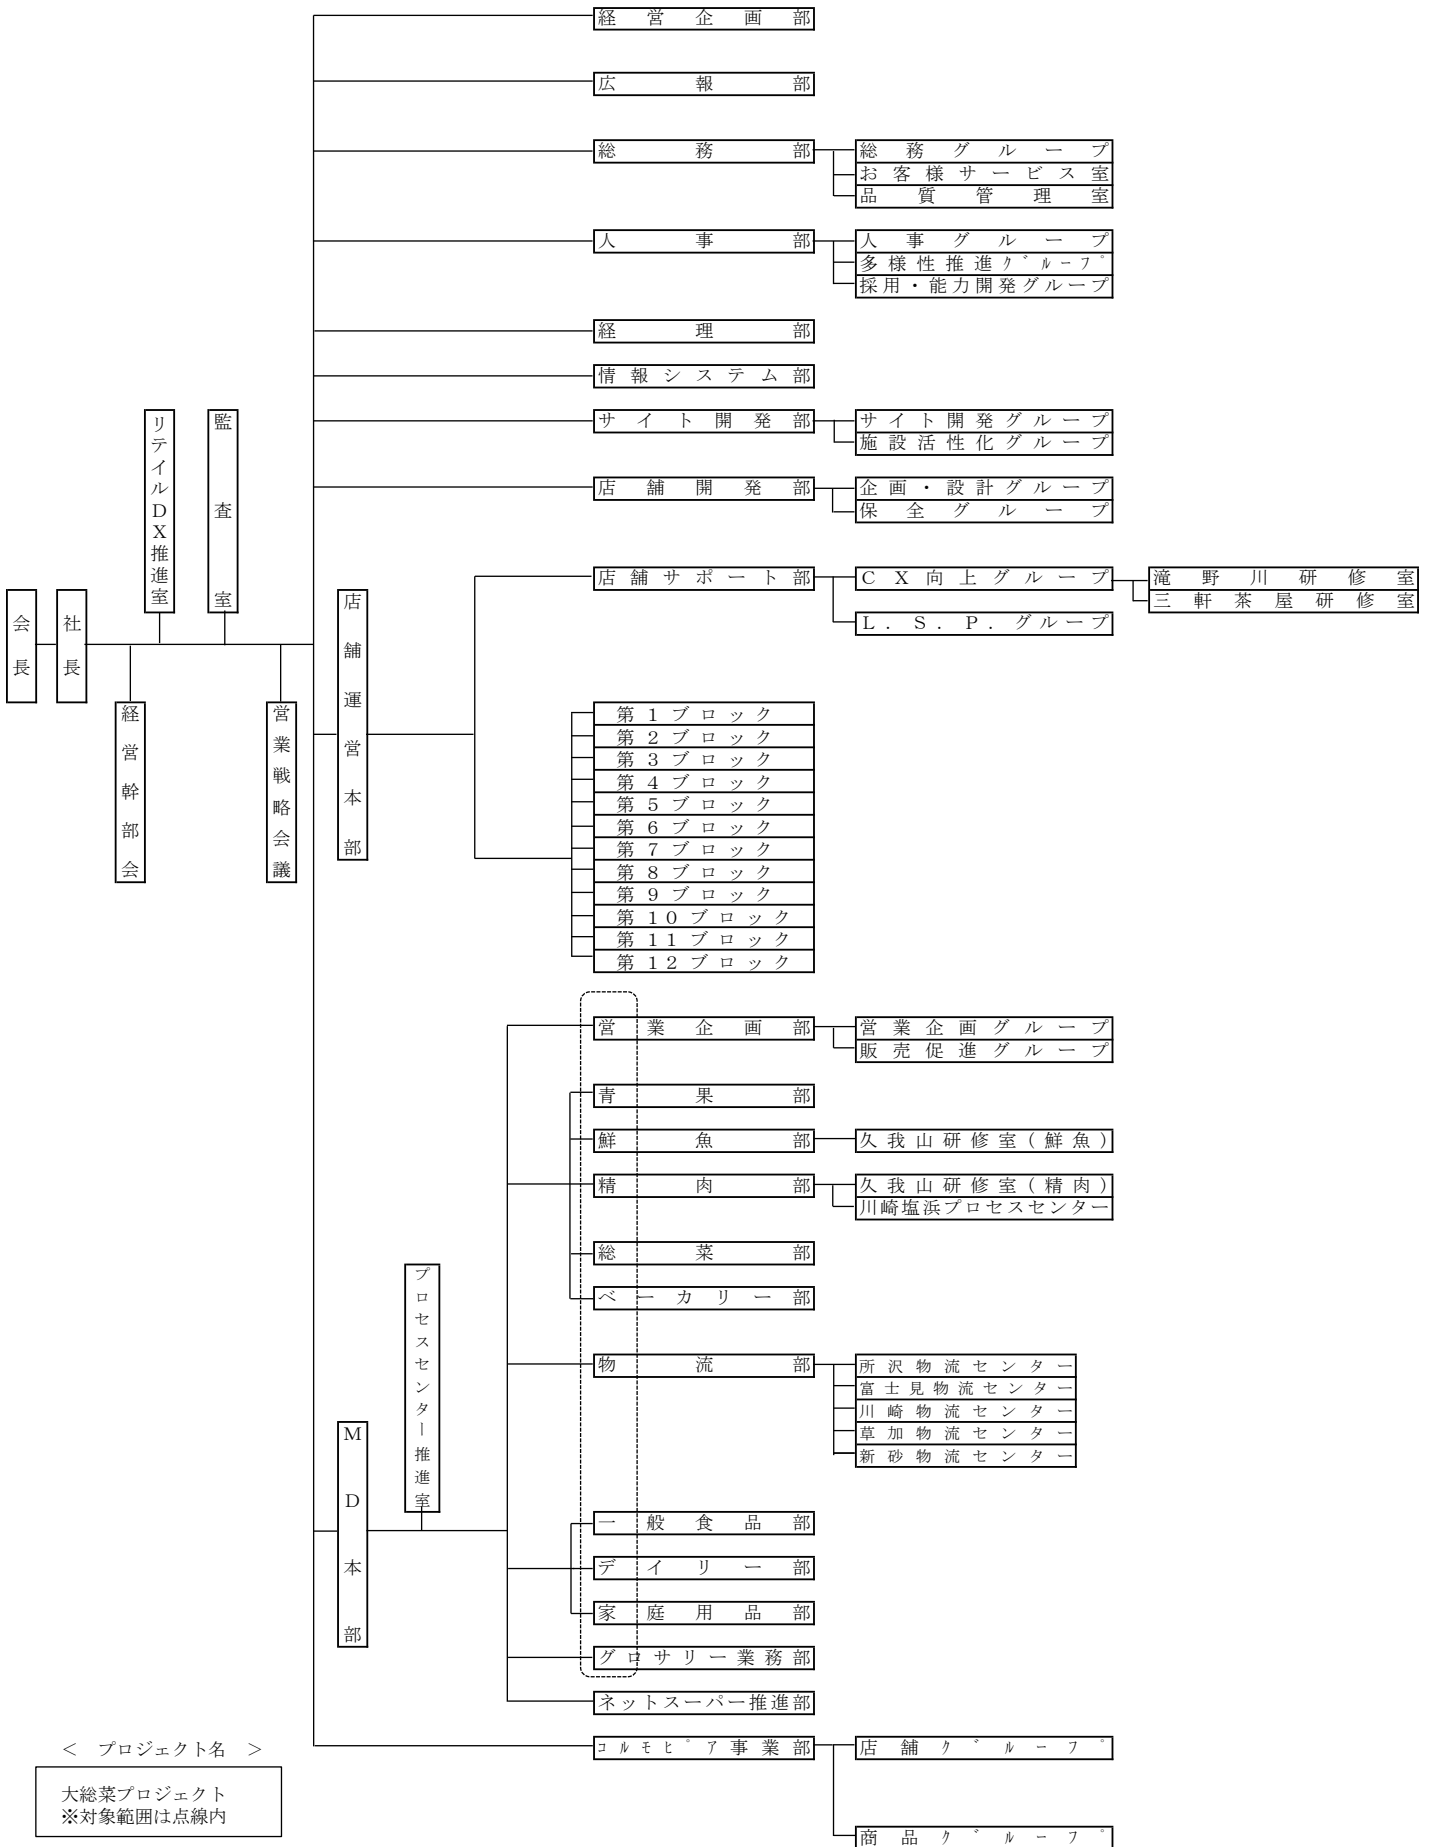 経営企画部
広報部
総務部
総務グループ
お客様サービス室
品質管理室
人事部
人事グループ
多様性推進ｸﾞﾙｰﾌﾟ
採用・能力開発グループ
経理部
情報システム部
サイト開発部
サイト開発グループ
施設活性化グループ
店舗開発部
企画・設計グループ
保全グループ
リテイルＤＸ推進室
監査室
会長
社長
経営幹部会
営業戦略会議
店舗運営本部
店舗サポート部
ＣＸ向上グループ
滝野川研修室
三軒茶屋研修室
Ｌ．Ｓ．Ｐ．グループ
第１ブロック
第２ブロック
第３ブロック
第４ブロック
第５ブロック
第６ブロック
第７ブロック
第８ブロック
第９ブロック
第１０ブロック
第１１ブロック
第１２ブロック
ＭＤ本部
プロセスセンター推進室
営業企画部
営業企画グループ
販売促進グループ
青果部
鮮魚部
久我山研修室(鮮魚)
精肉部
久我山研修室(精肉)
川崎塩浜プロセスセンター
総菜部
ベーカリー部
物流部
所沢物流センター
富士見物流センター
川崎物流センター
草加物流センター
新砂物流センター
一般食品部
デイリー部
家庭用品部
グロサリー業務部
ネットスーパー推進部
ｺﾙﾓﾋﾟｱ事業部
店舗ｸﾞﾙｰﾌﾟ
商品ｸﾞﾙｰﾌﾟ
＜　プロジェクト名　＞
大総菜プロジェクト
※対象範囲は点線内